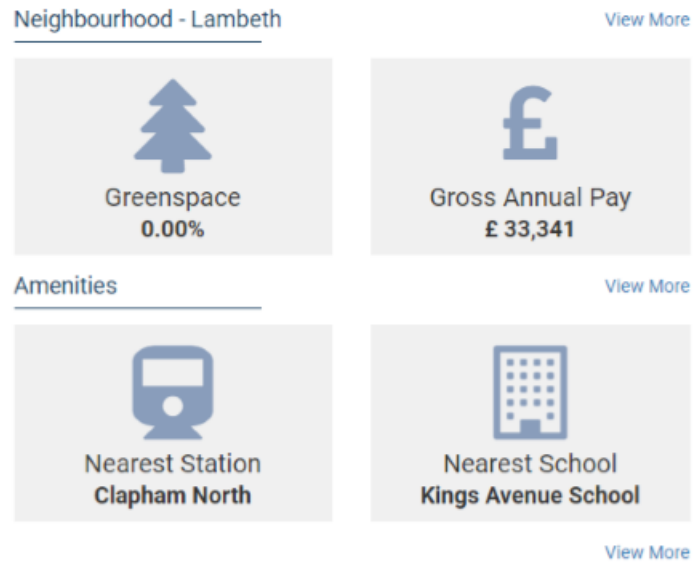 Neighbourhood - Lambeth
View More
Greenspace
0.00%
Gross Annual Pay
£ 33,341
Amenities
View More
Nearest Station
Clapham North
Nearest School
Kings Avenue School
View More